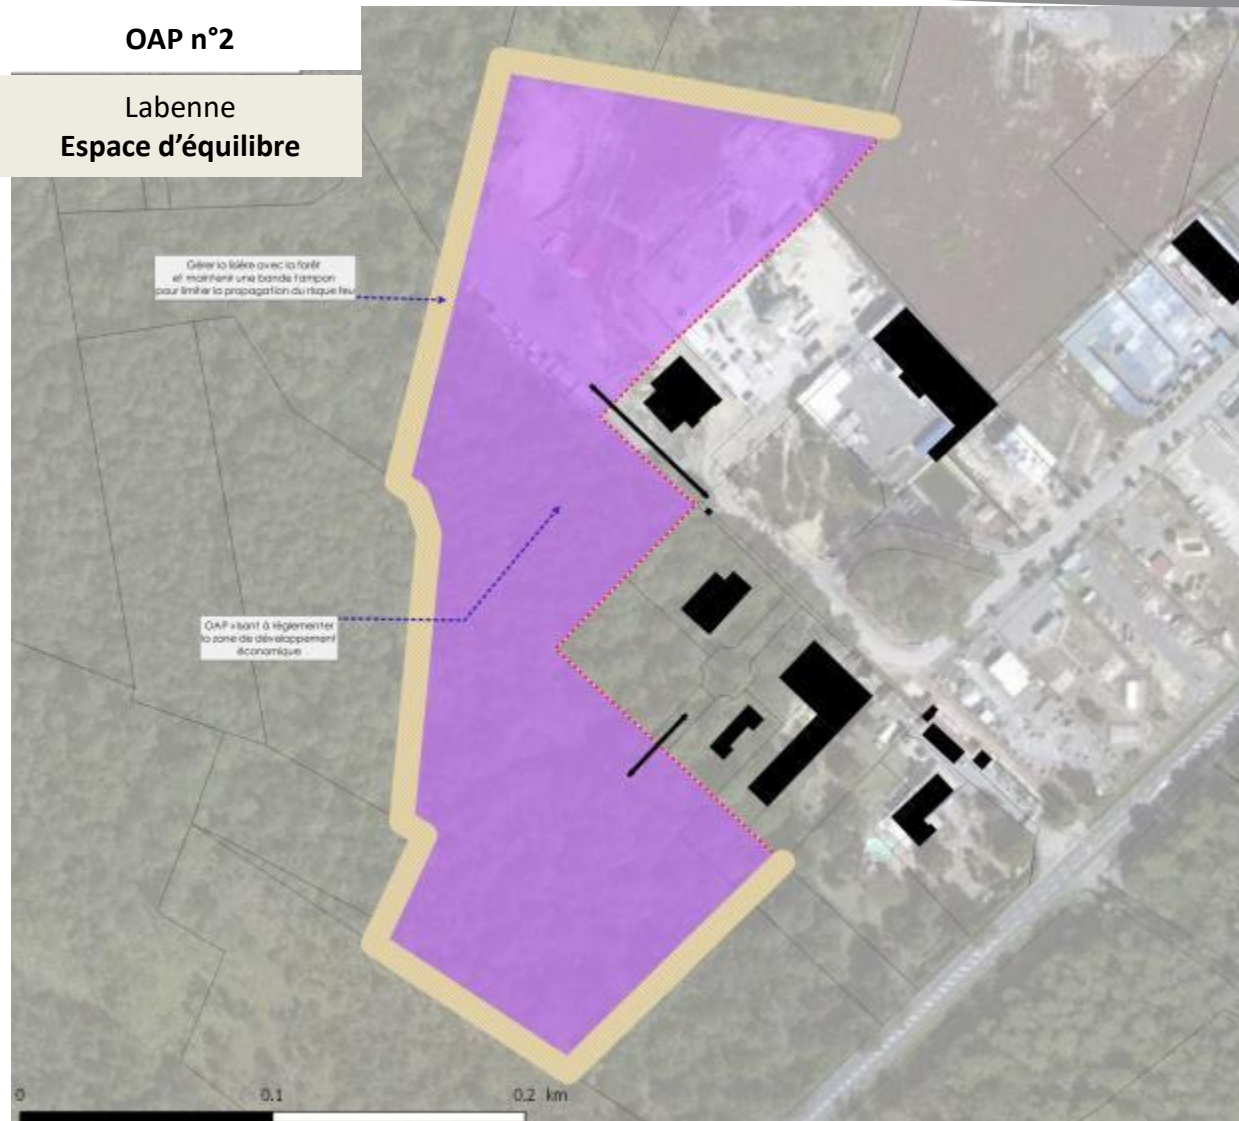 OAP n°2
Labenne
Espace d'équilibre
Gérer la lisière avec la forêt
et maintenir une bande tampon
pour limiter la propagation du risque feu
OAP visant à règlementer
la zone de développement
économique
0 0.1 0.2 km